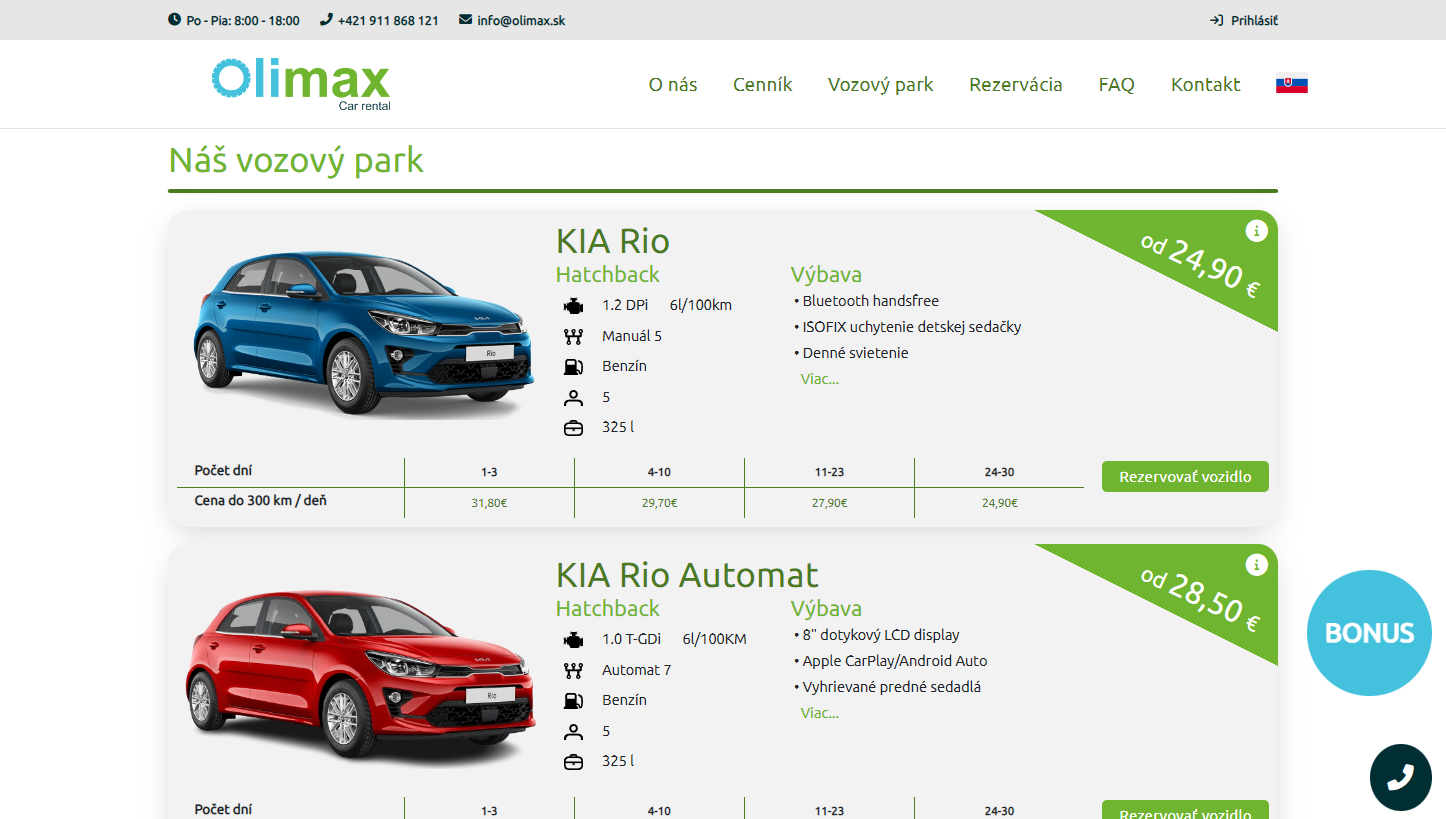 Po - Pia: 8:00 - 18:00 +421 911 868 121 info@olimax.sk Prihlásiť
Olimax
Car rental
O nás Cenník Vozový park Rezervácia FAQ Kontakt
Náš vozový park
KIA Rio
Hatchback
1.2 DPi 6l/100km
Manuál 5
Benzín
5
325 l
Výbava
• Bluetooth handsfree
• ISOFIX uchytenie detskej sedačky
• Denné svietenie
Viac...
od 24,90 €
Rio
Počet dní 1-3 4-10 11-23 24-30
Cena do 300 km / deň 31,80€ 29,70€ 27,90€ 24,90€
Rezervovať vozidlo
KIA Rio Automat
Hatchback
1.0 T-GDi 6l/100KM
Automat 7
Benzín
5
325 l
Výbava
• 8" dotykový LCD display
• Apple CarPlay/Android Auto
• Vyhrievané predné sedadlá
Viac...
od 28,50 €
Rio
BONUS
Počet dní 1-3 4-10 11-23 24-30
Rezervovať vozidlo